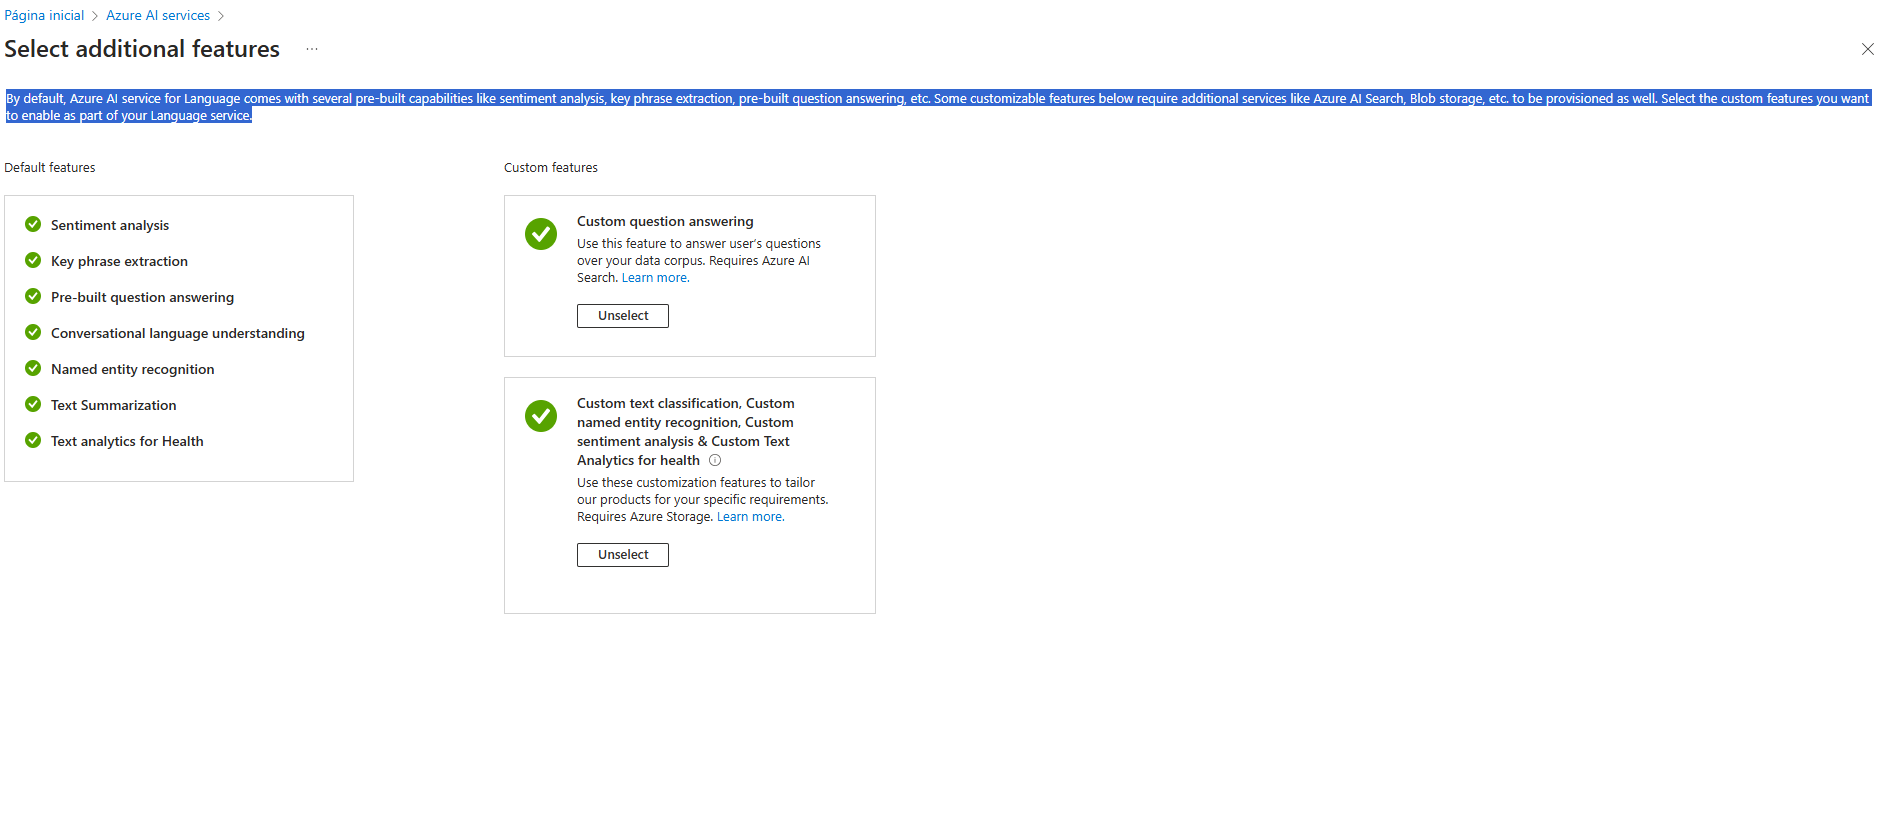 Página inicial > Azure AI services >
Select additional features ...
By default, Azure AI service for Language comes with several pre-built capabilities like sentiment analysis, key phrase extraction, pre-built question answering, etc. Some customizable features below require additional services like Azure AI Search, Blob storage, etc. to be provisioned as well. Select the custom features you want
to enable as part of your Language service.
Default features
Sentiment analysis
Key phrase extraction
Pre-built question answering
Conversational language understanding
Named entity recognition
Text Summarization
Text analytics for Health
Custom features
Custom question answering
Use this feature to answer user's questions
over your data corpus. Requires Azure AI
Search. Learn more.
Unselect
Custom text classification, Custom
named entity recognition, Custom
sentiment analysis & Custom Text
Analytics for health
Use these customization features to tailor
our products for your specific requirements.
Requires Azure Storage. Learn more.
Unselect